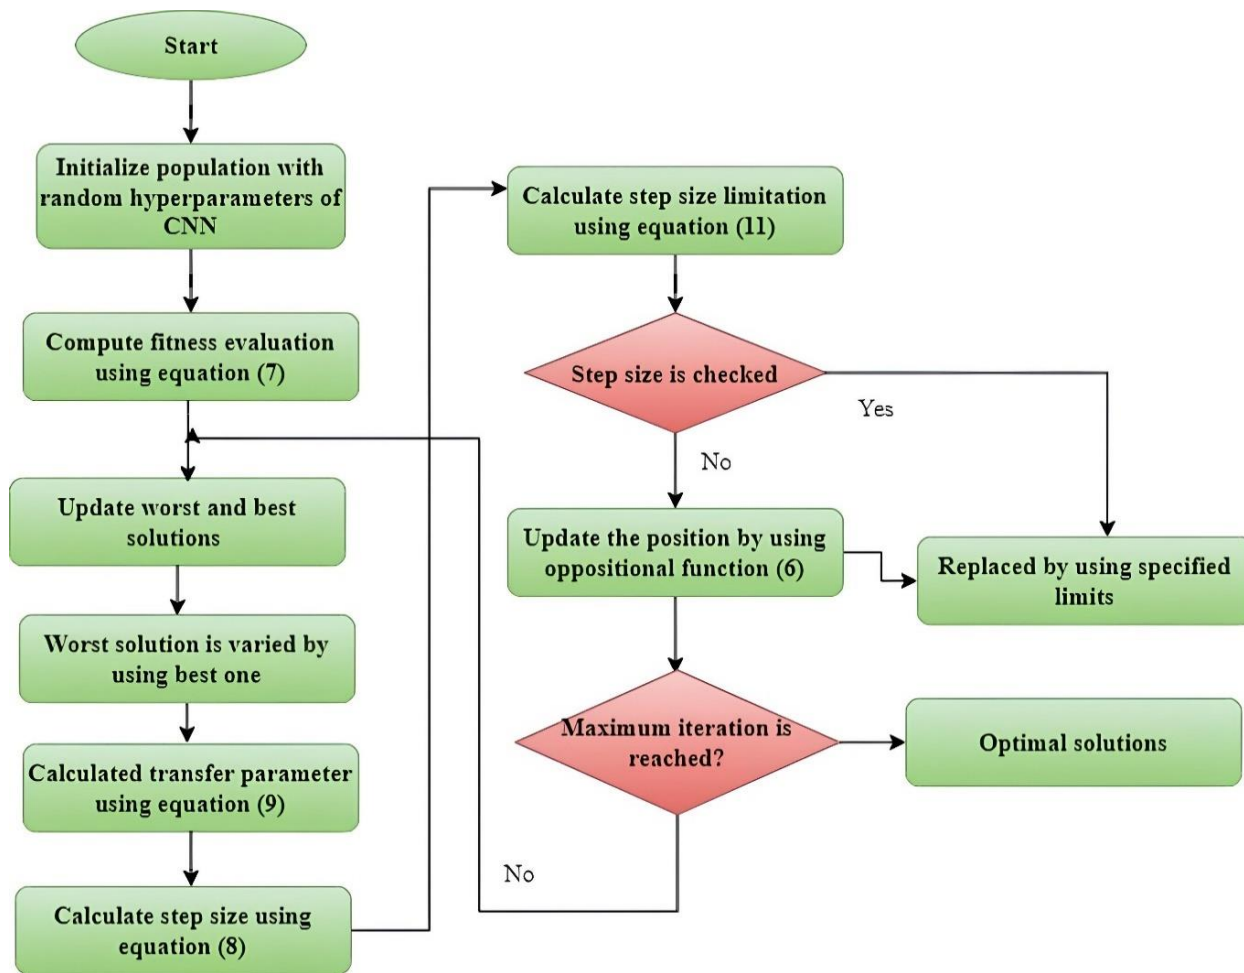 Start
Initialize population with
random hyperparameters of
CNN
Compute fitness evaluation
using equation (7)
Update worst and best
solutions
Worst solution is varied by
using best one
Calculated transfer parameter
using equation (9)
Calculate step size using
equation (8)
Calculate step size limitation
using equation (11)
Step size is checked
Yes
No
Update the position by using
oppositional function (6)
Replaced by using specified
limits
Maximum iteration is
reached?
Optimal solutions
No